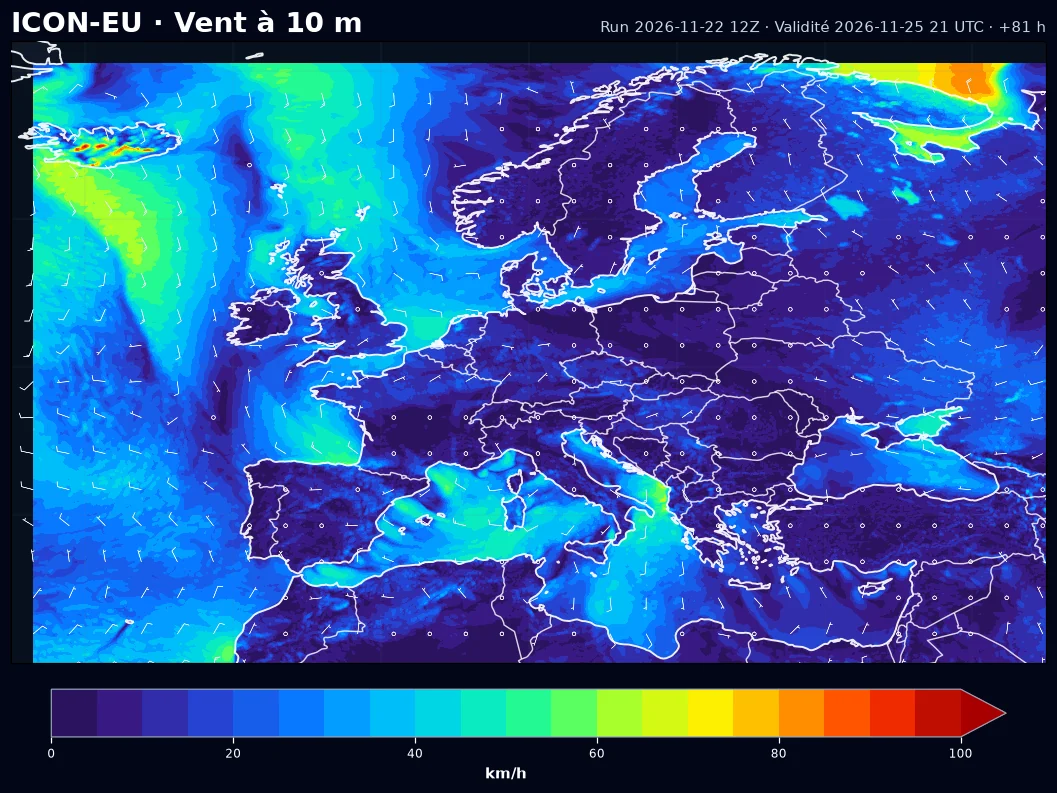 ICON-EU · Vent à 10 m
Run 2026-11-22 12Z · Validité 2026-11-25 21 UTC · +81 h
0 20 40 60 80 100
km/h